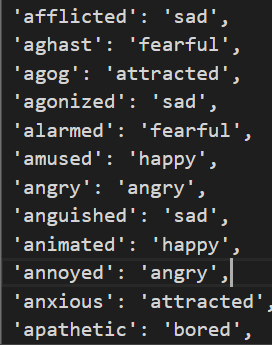 'afflicted': 'sad',
'aghast': 'fearful',
'agog': 'attracted',
'agonized': 'sad',
'alarmed': 'fearful',
'amused': 'happy',
'angry': 'angry',
'anguished': 'sad',
'animated': 'happy',
'annoyed': 'angry',
'anxious': 'attracted',
'apathetic': 'bored',